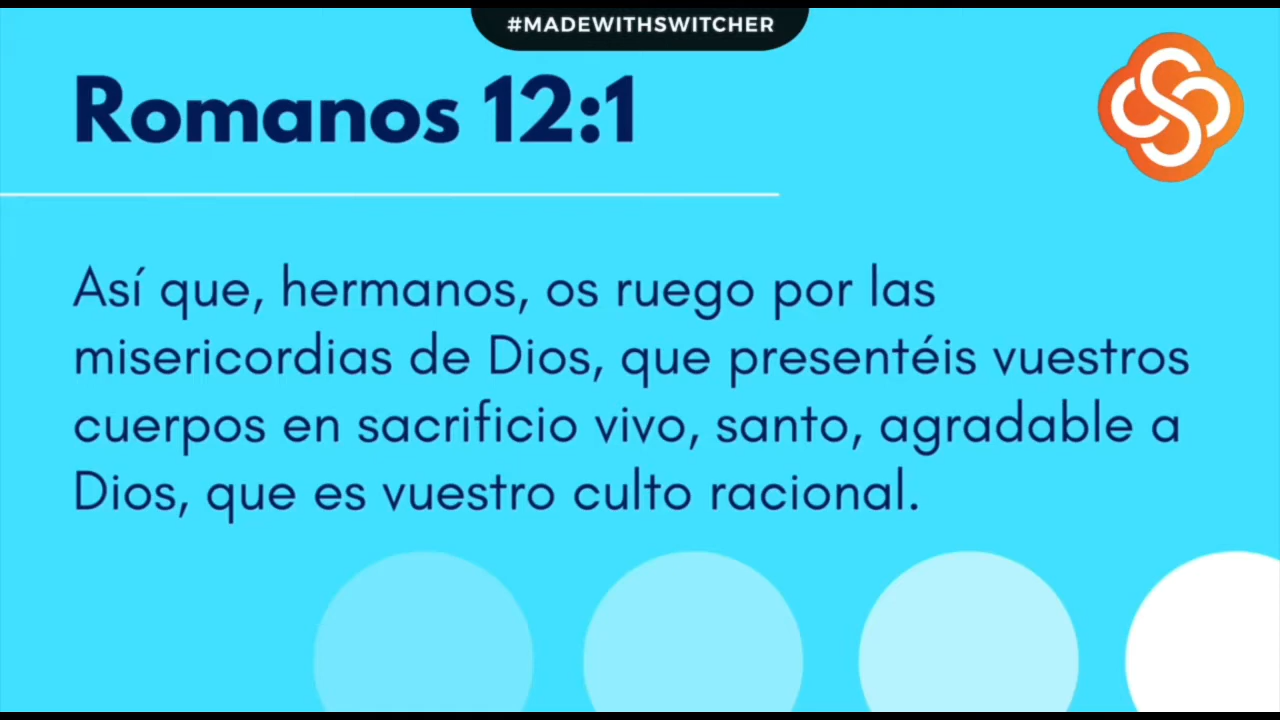 #MADEWITHSWITCHER
Romanos 12:1
Así que, hermanos, os ruego por las
misericordias de Dios, que presentéis vuestros
cuerpos en sacrificio vivo, santo, agradable a
Dios, que es vuestro culto racional.